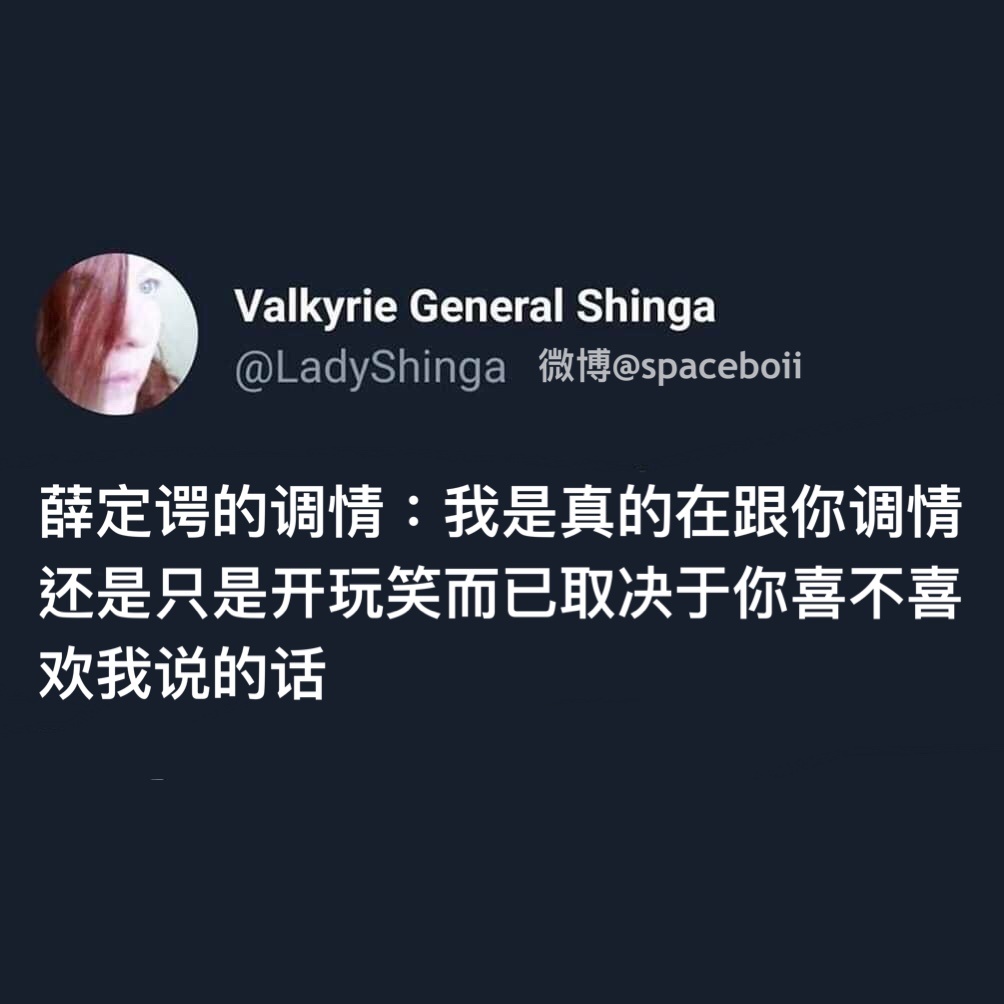 Valkyrie General Shinga
@LadyShinga 微博@spaceboii
薛定谔的调情：我是真的在跟你调情
还是只是开玩笑而已取决于你喜不喜
欢我说的话